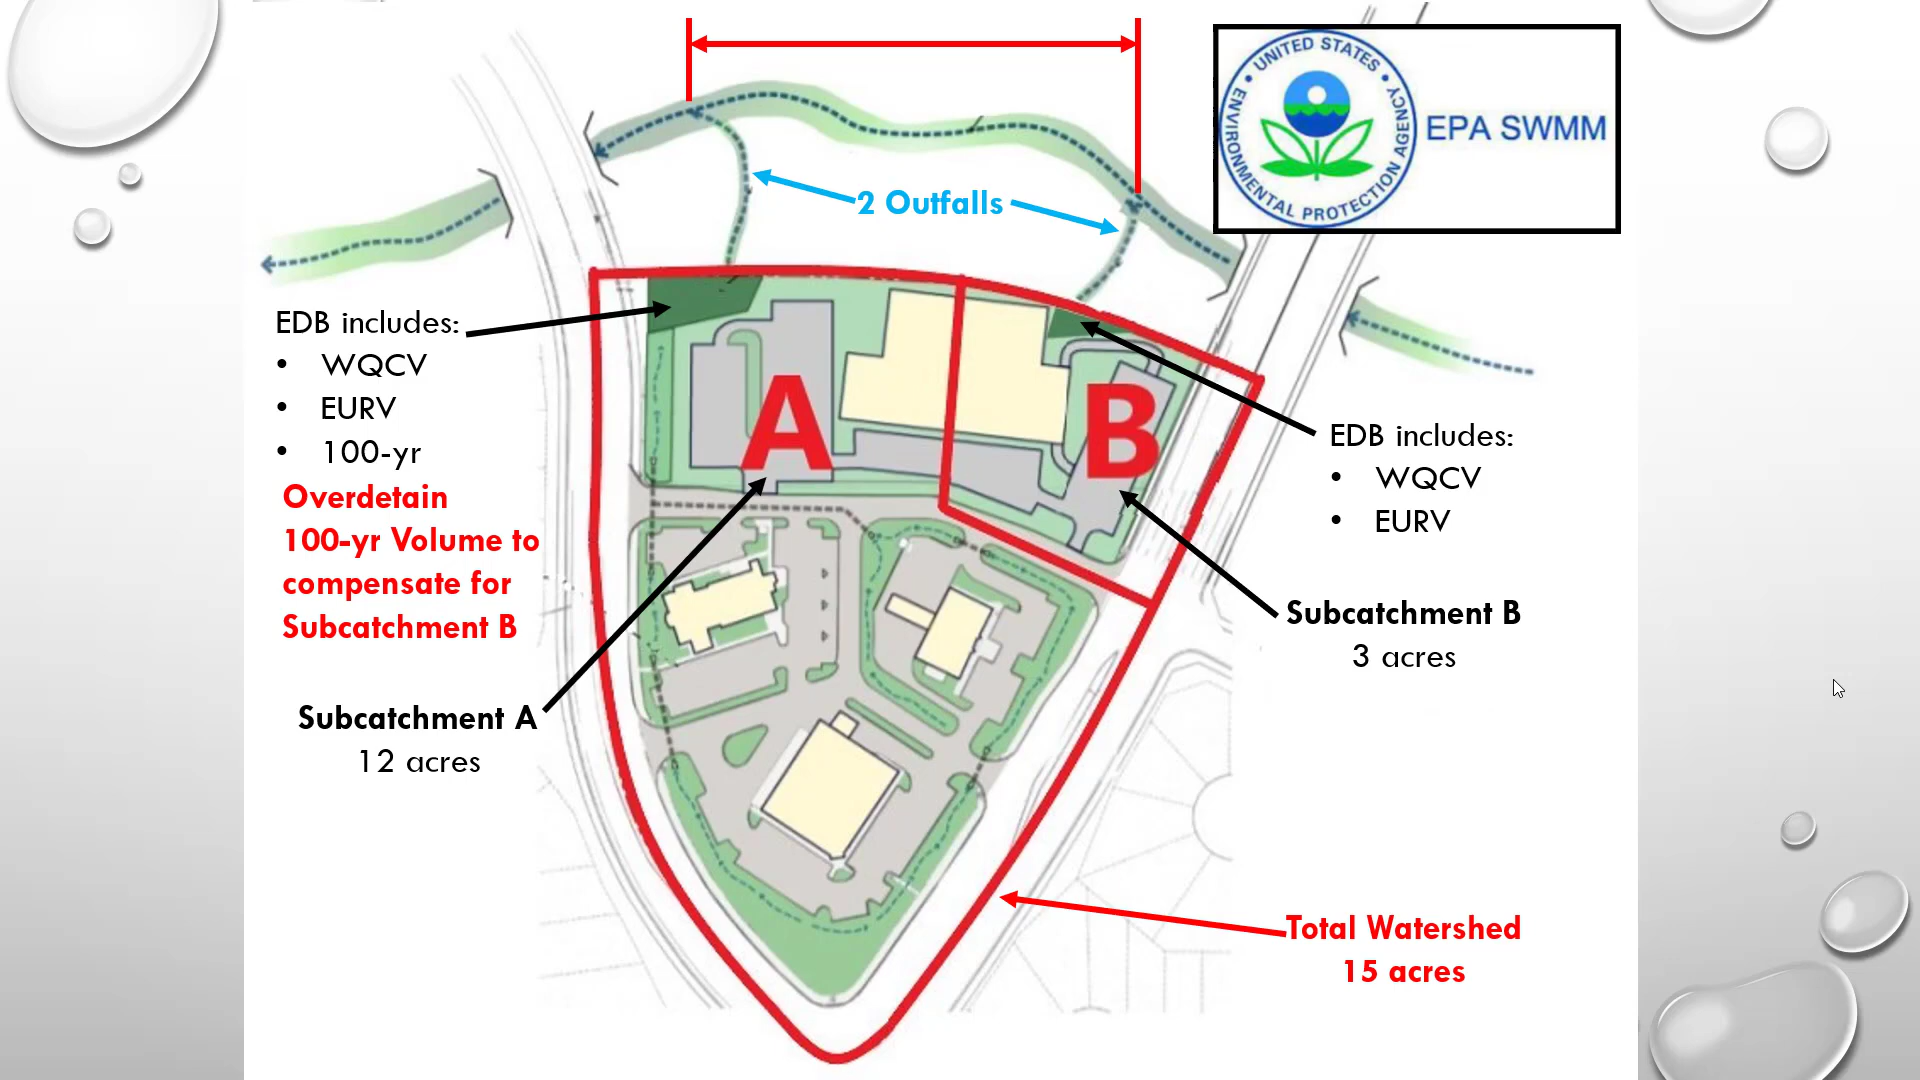 UNITED STATES
ENVIRONMENTAL PROTECTION AGENCY
EPA SWMM
2 Outfalls
EDB includes:
• WQCV
• EURV
• 100-yr
Overdetain
100-yr Volume to
compensate for
Subcatchment B
A
B
EDB includes:
• WQCV
• EURV
Subcatchment B
3 acres
Subcatchment A
12 acres
Total Watershed
15 acres